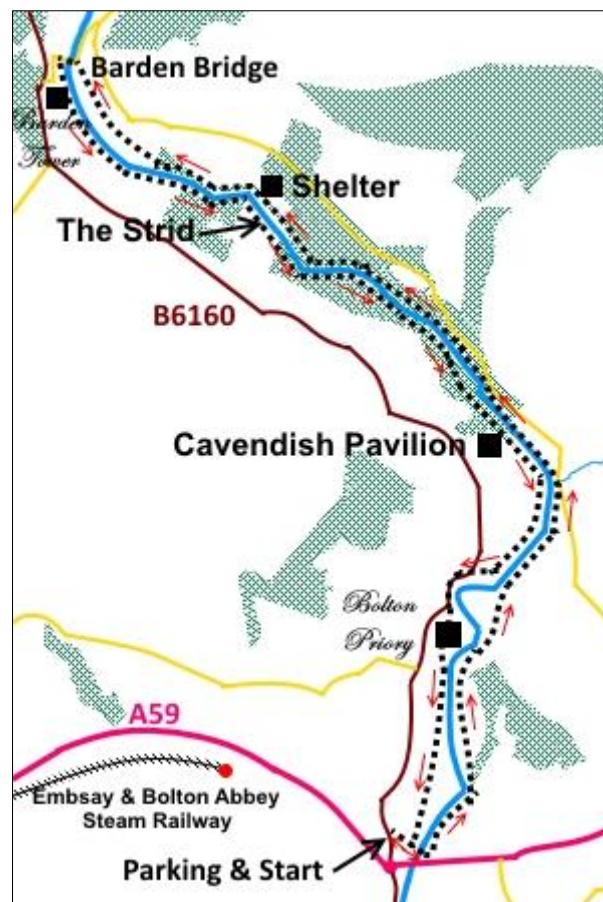 Barden Bridge
Barden
Tower
Shelter
The Strid
B6160
Cavendish Pavilion
Bolton
Priory
A59
Embsay & Bolton Abbey
Steam Railway
Parking & Start